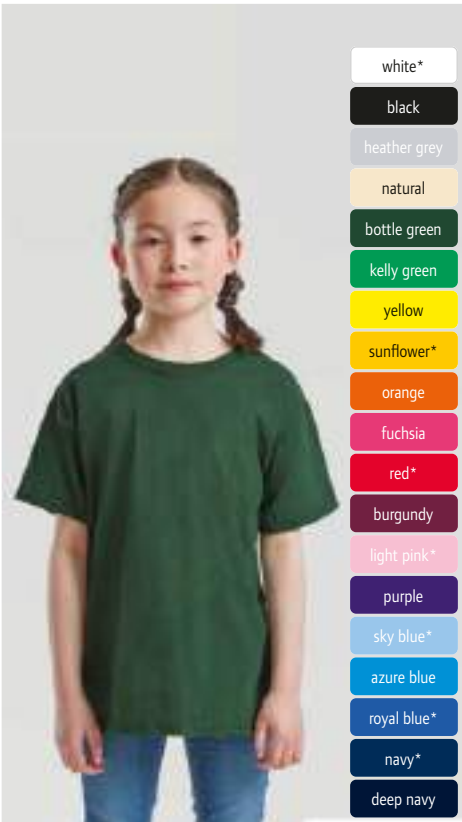 white*
black
heather grey
natural
bottle green
kelly green
yellow
sunflower*
orange
fuchsia
red*
burgundy
light pink*
purple
sky blue*
azure blue
royal blue*
navy*
deep navy